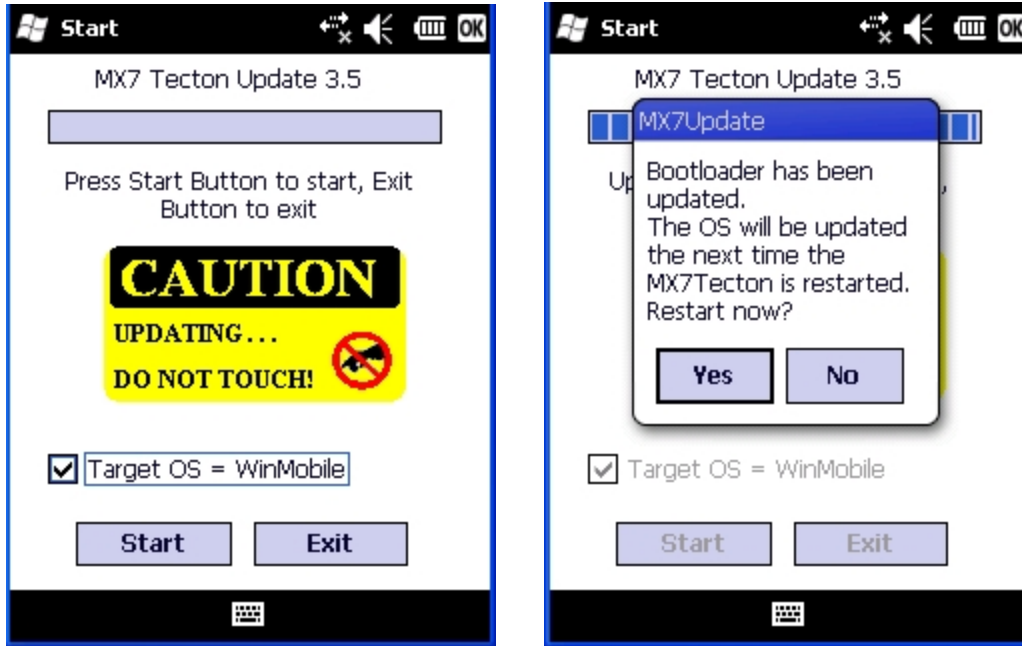 Start
OK
MX7 Tecton Update 3.5
Press Start Button to start, Exit
Button to exit
CAUTION
UPDATING...
DO NOT TOUCH!
Target OS = WinMobile
Start Exit
Start
OK
MX7 Tecton Update 3.5
MX7Update
Bootloader has been
updated.
The OS will be updated
the next time the
MX7Tecton is restarted.
Restart now?
Yes No
Target OS = WinMobile
Start Exit